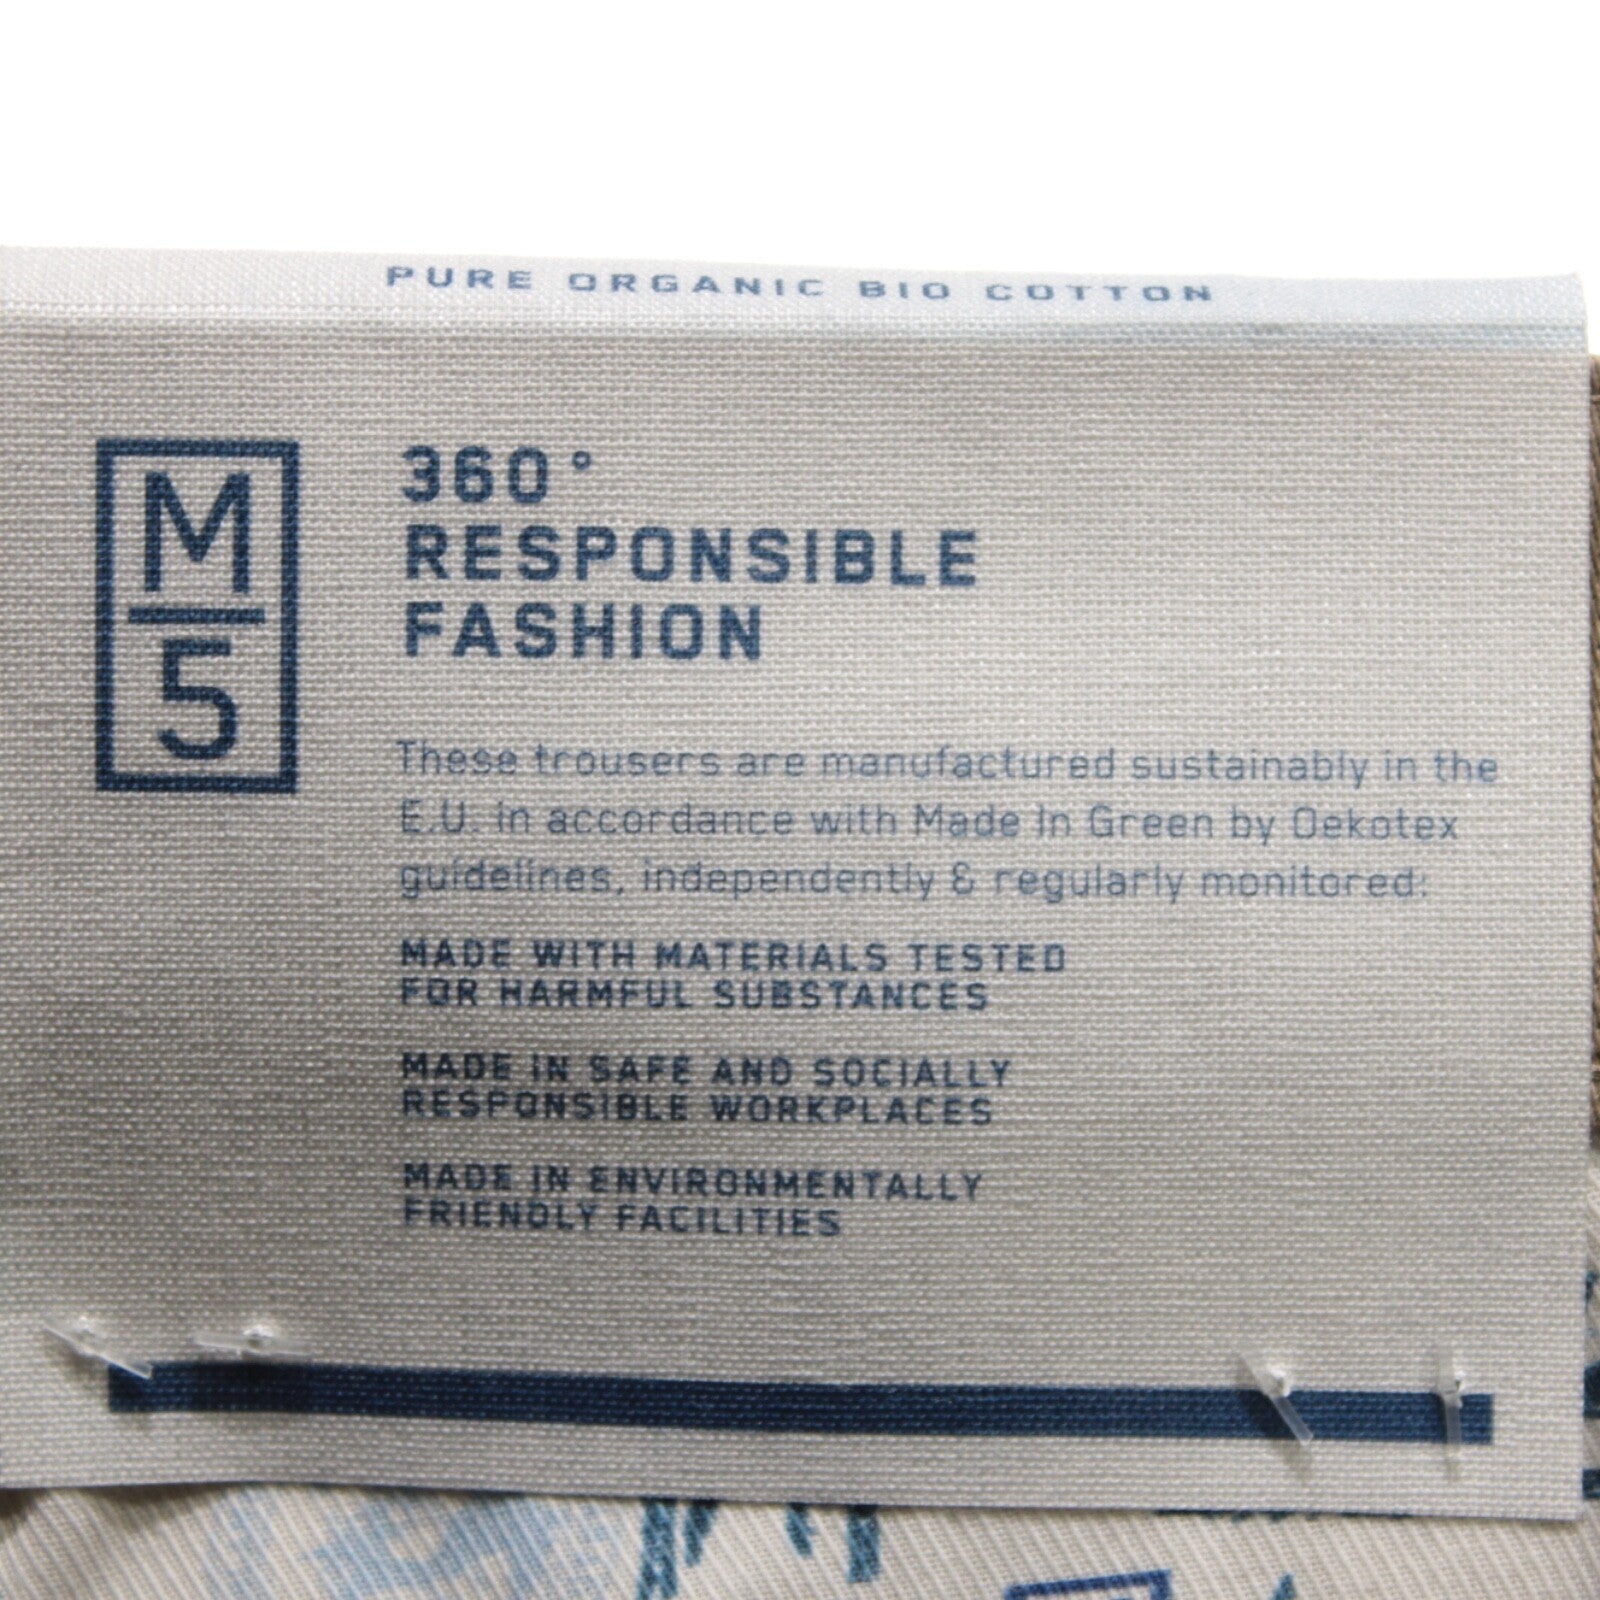 PURE ORGANIC BIO COTTON
M
5
360°
RESPONSIBLE
FASHION
These trousers are manufactured sustainably in the
E.U. in accordance with Made In Green by Oekotex
guidelines, independently & regularly monitored:
MADE WITH MATERIALS TESTED
FOR HARMFUL SUBSTANCES
MADE IN SAFE AND SOCIALLY
RESPONSIBLE WORKPLACES
MADE IN ENVIRONMENTALLY
FRIENDLY FACILITIES